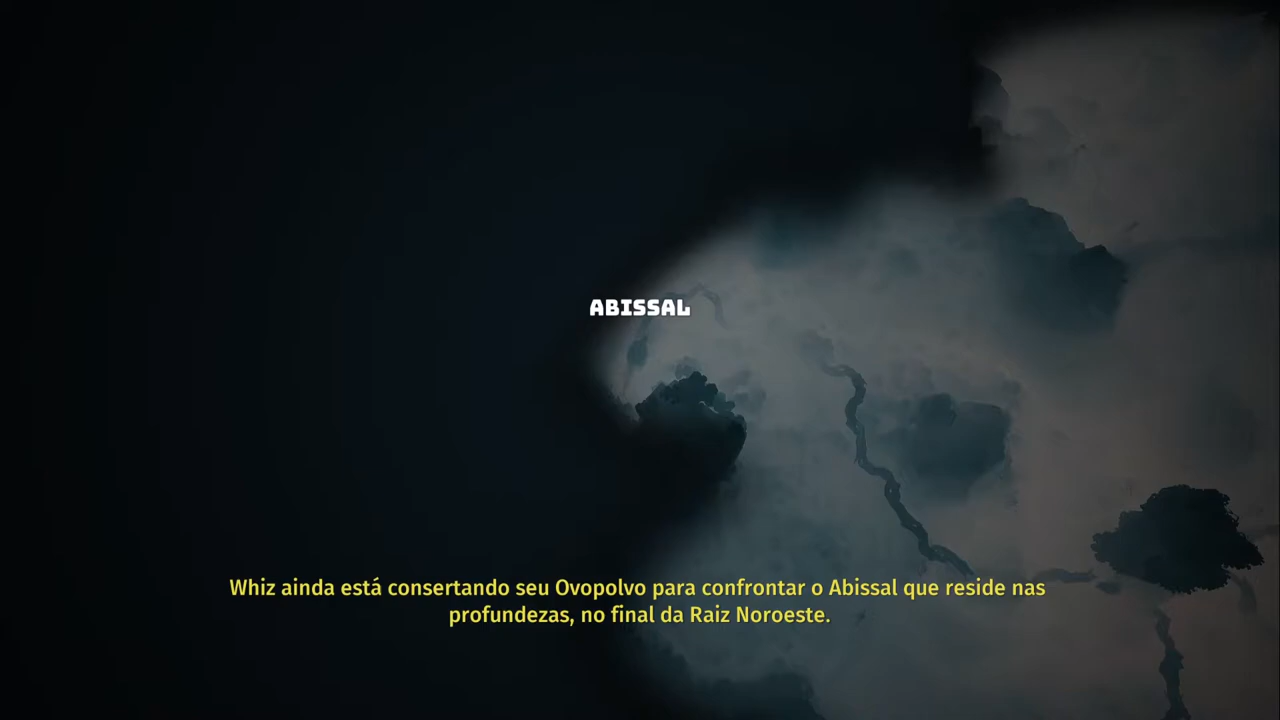 ABISSAL
Whiz ainda está consertando seu Ovopolvo para confrontar o Abissal que reside nas
profundezas, no final da Raiz Noroeste.